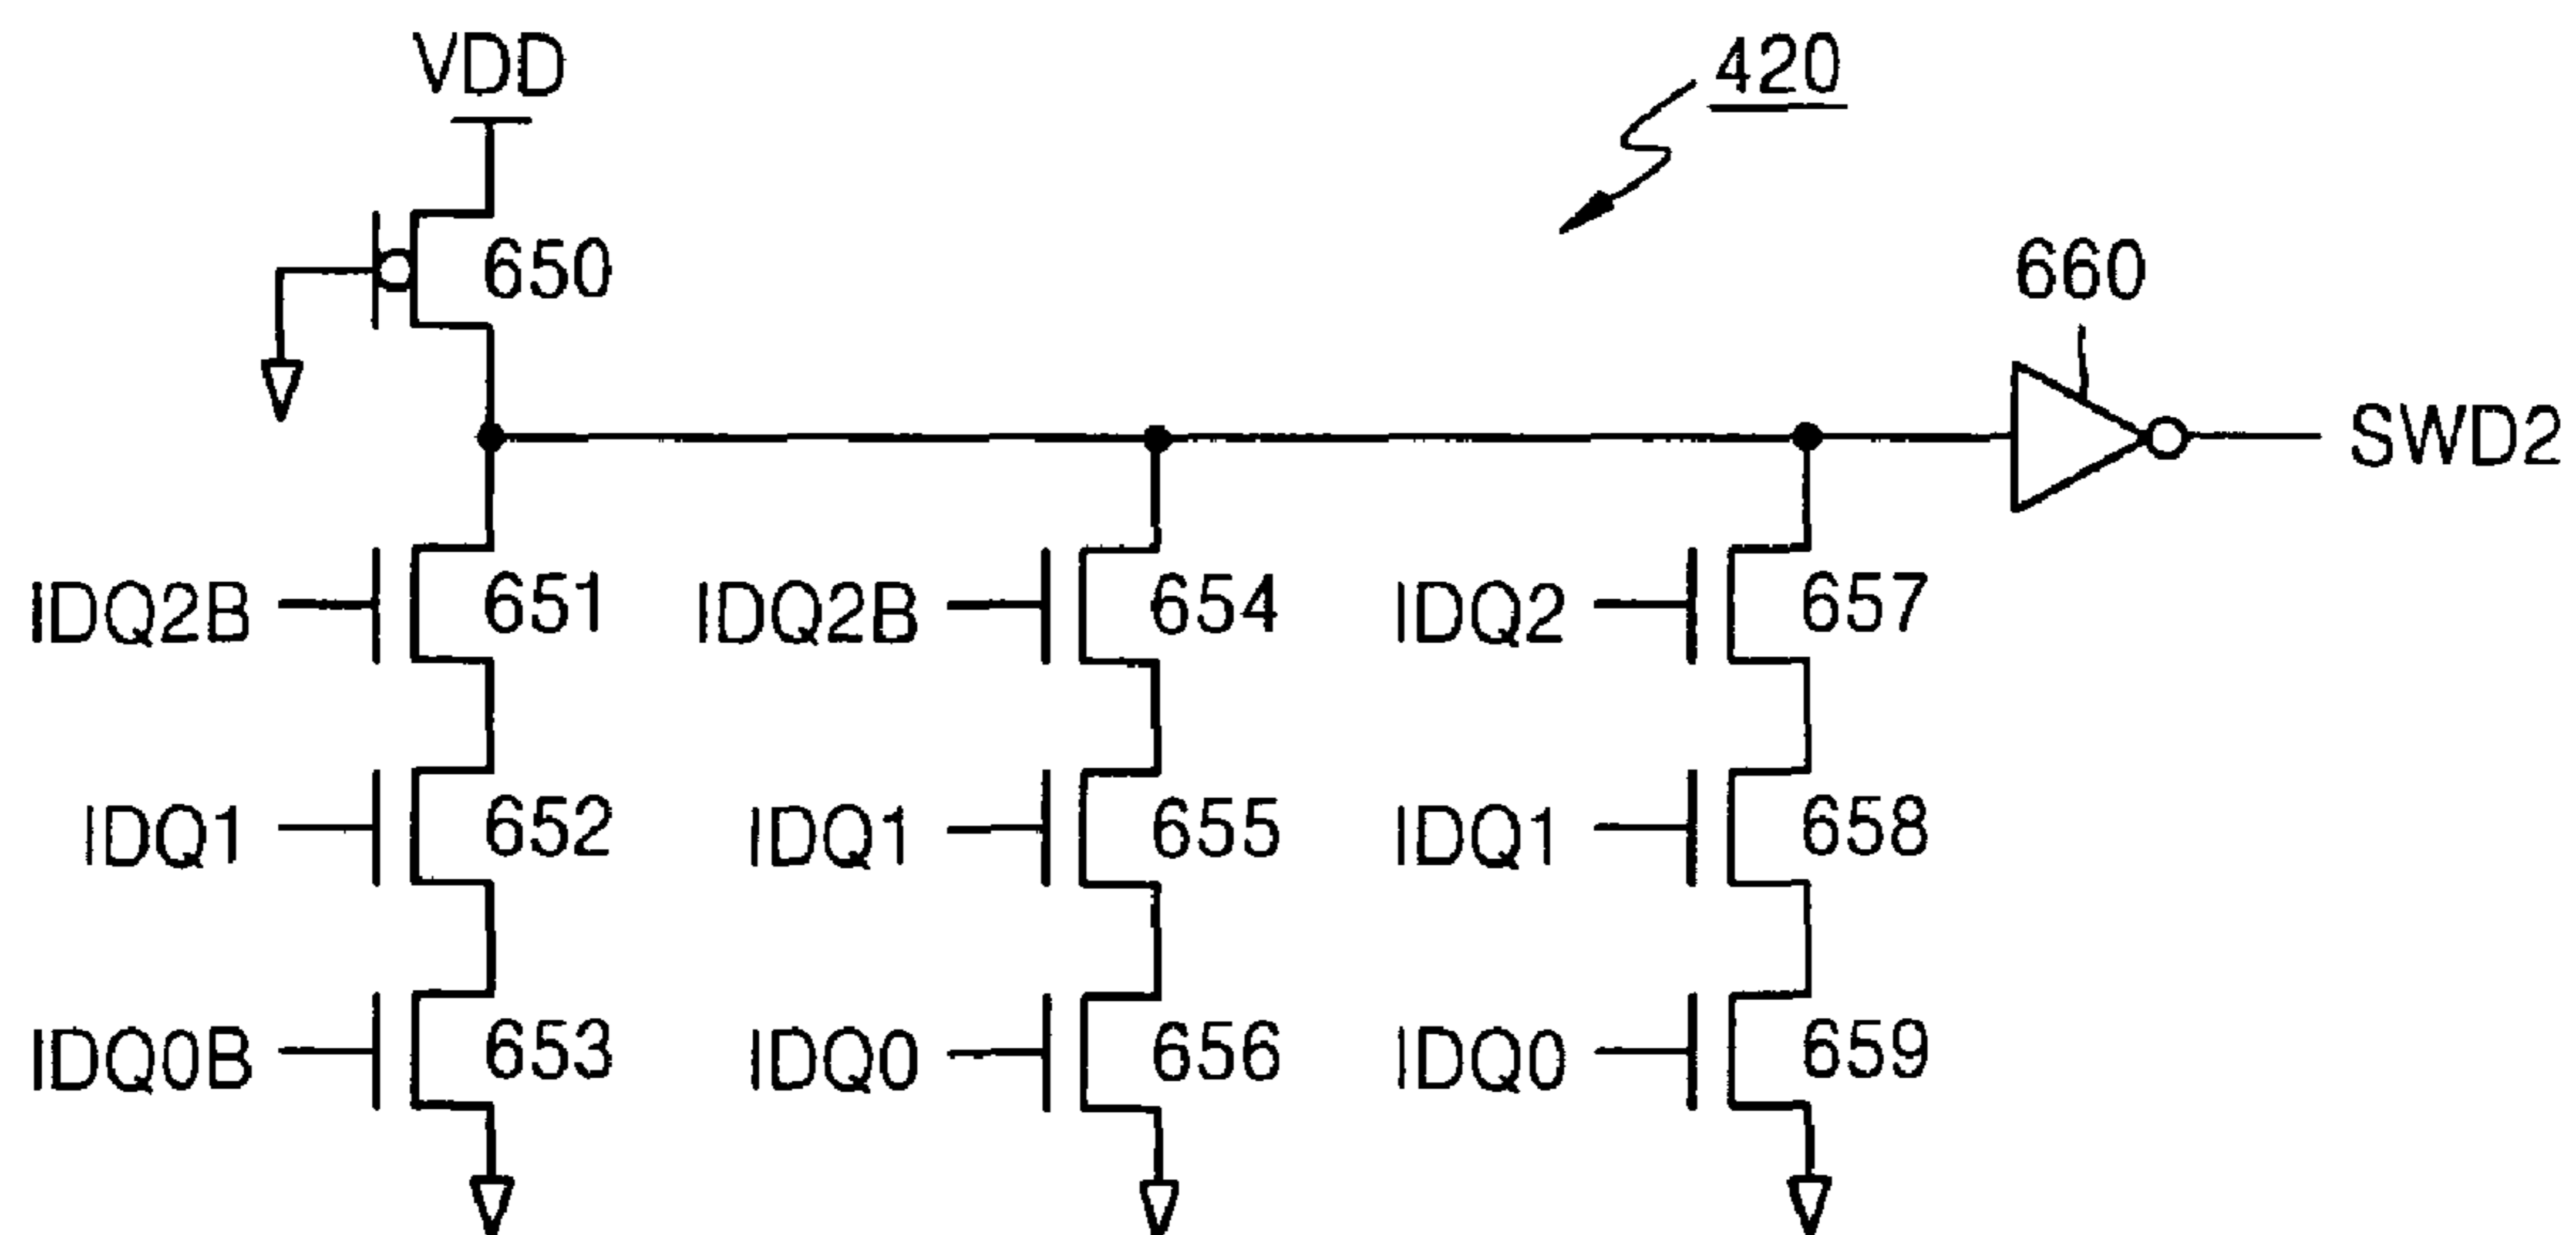 VDD
420
650
660
SWD2
IDQ2B
651
IDQ2B
654
IDQ2
657
IDQ1
652
IDQ1
655
IDQ1
658
IDQ0B
653
IDQ0
656
IDQ0
659